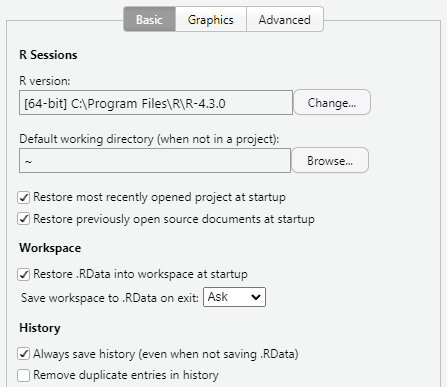 Basic Graphics Advanced
R Sessions
R version:
[64-bit] C:\Program Files\R\R-4.3.0 Change...
Default working directory (when not in a project):
~ Browse...
Restore most recently opened project at startup
Restore previously open source documents at startup
Workspace
Restore .RData into workspace at startup
Save workspace to .RData on exit: Ask
History
Always save history (even when not saving .RData)
Remove duplicate entries in history